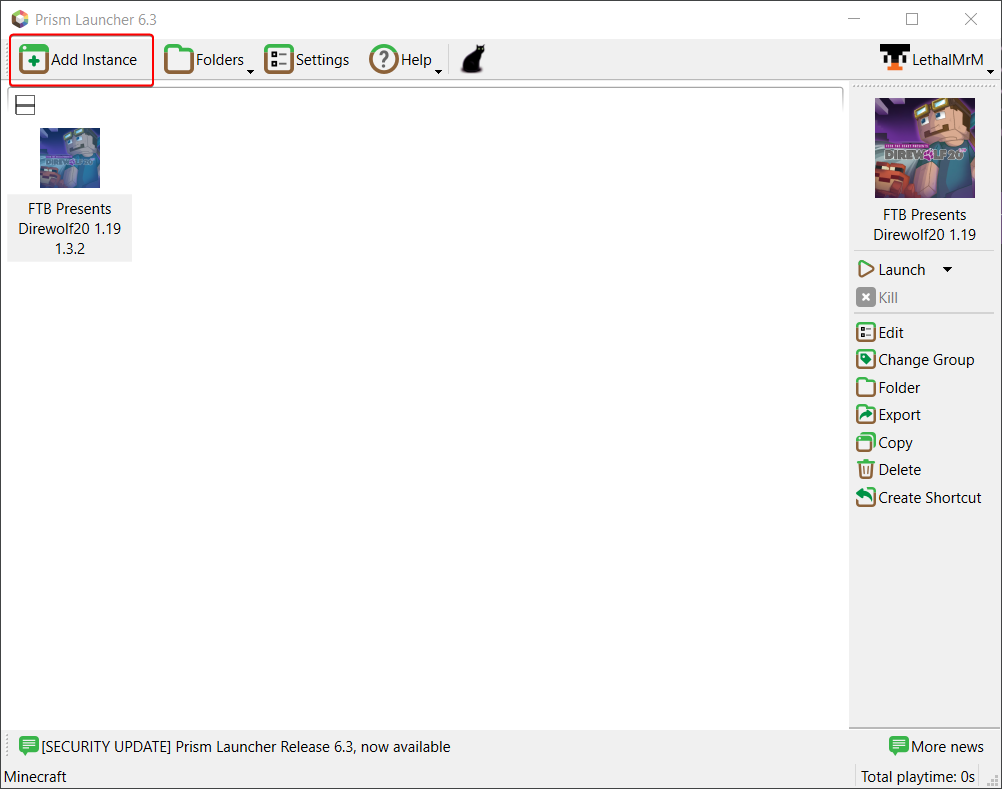 Prism Launcher 6.3
Add Instance
Folders
Settings
Help
LethalMrM
FTB Presents
Direwolf20 1.19
1.3.2
DIREWOLF20
FTB Presents
Direwolf20 1.19
Launch
Kill
Edit
Change Group
Folder
Export
Copy
Delete
Create Shortcut
[SECURITY UPDATE] Prism Launcher Release 6.3, now available
More news
Minecraft
Total playtime: 0s